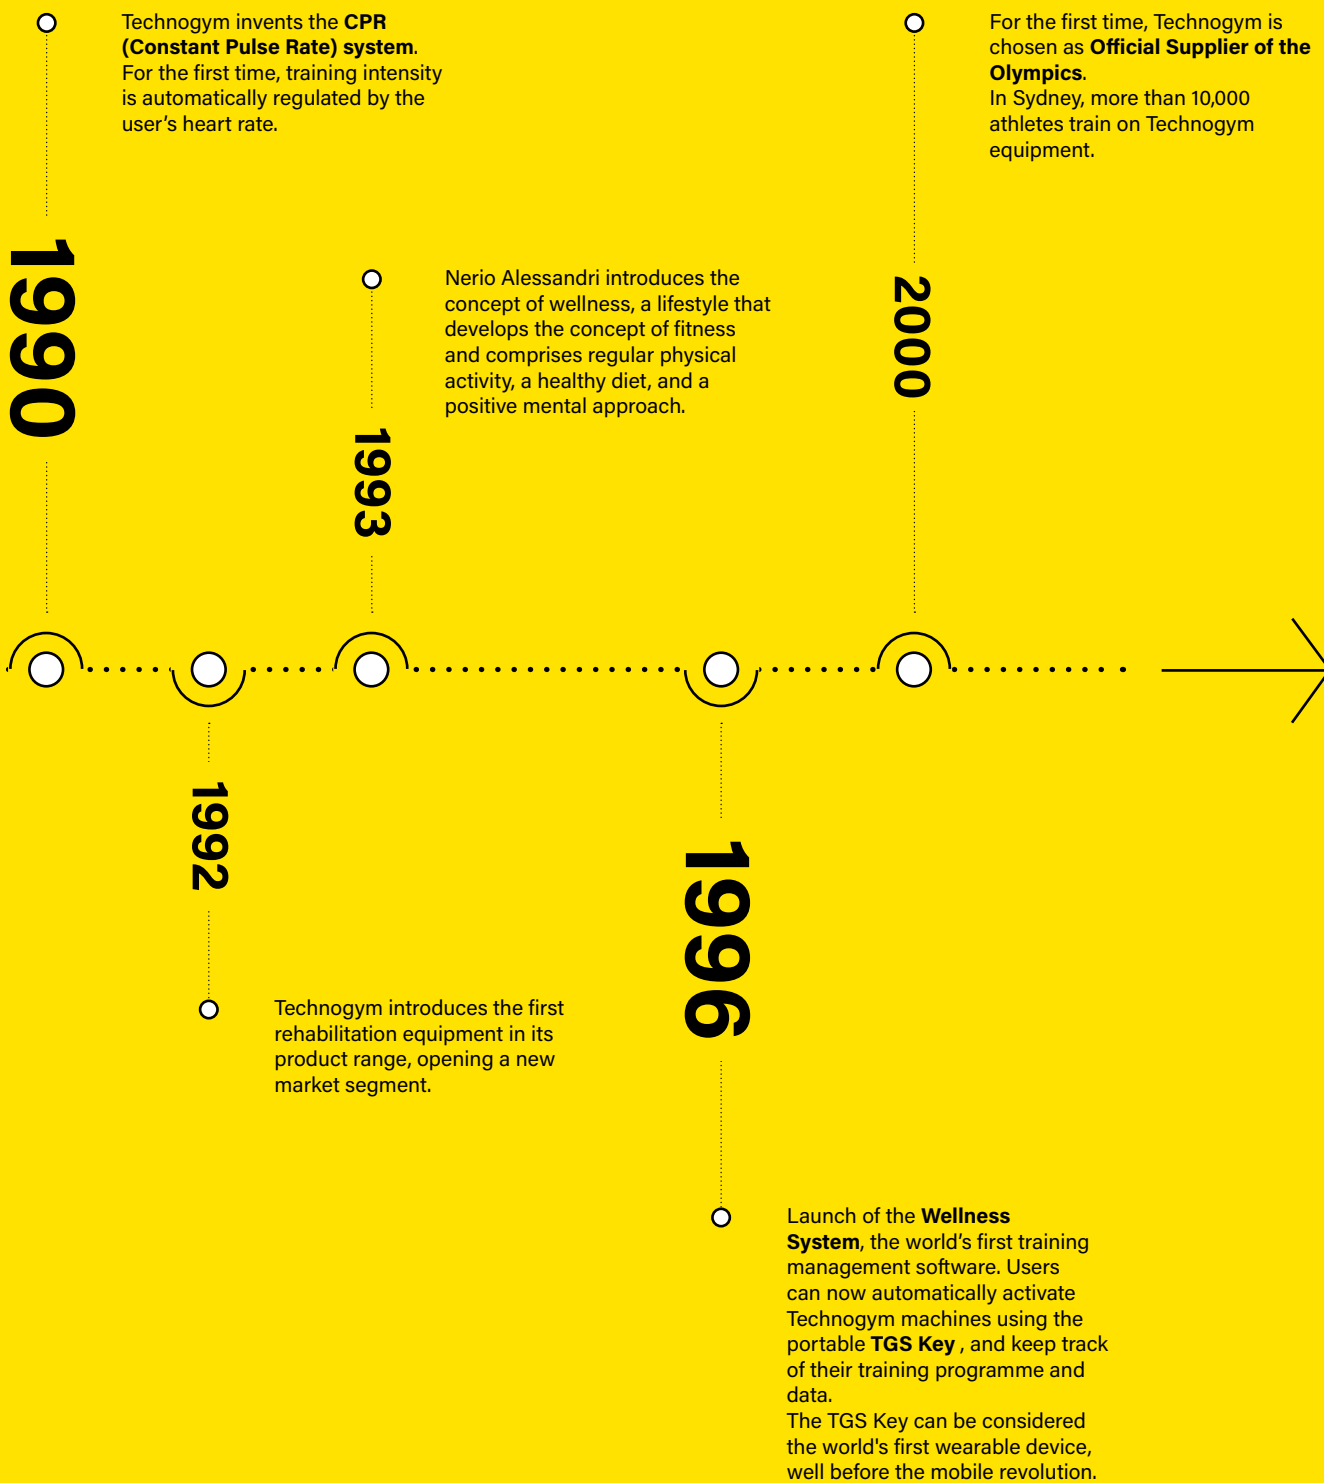 Technogym invents the CPR
(Constant Pulse Rate) system.
For the first time, training intensity
is automatically regulated by the
user’s heart rate.
1990
1992
Technogym introduces the first
rehabilitation equipment in its
product range, opening a new
market segment.
Nerio Alessandri introduces the
concept of wellness, a lifestyle that
develops the concept of fitness
and comprises regular physical
activity, a healthy diet, and a
positive mental approach.
1993
1996
Launch of the Wellness
System, the world’s first training
management software. Users
can now automatically activate
Technogym machines using the
portable TGS Key , and keep track
of their training programme and
data.
The TGS Key can be considered
the world's first wearable device,
well before the mobile revolution.
For the first time, Technogym is
chosen as Official Supplier of the
Olympics.
In Sydney, more than 10,000
athletes train on Technogym
equipment.
2000